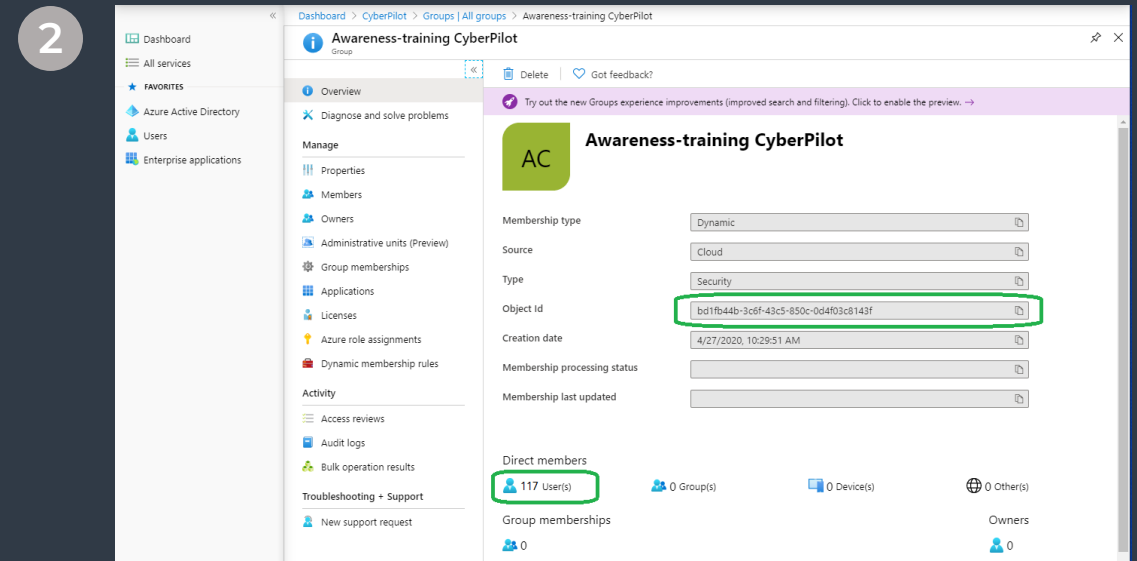 2
Dashboard > CyberPilot > Groups | All groups > Awareness-training CyberPilot
«
Dashboard
All services
FAVORITES
Azure Active Directory
Users
Enterprise applications
Awareness-training CyberPilot
Group
«
Overview
Diagnose and solve problems
Manage
Properties
Members
Owners
Administrative units (Preview)
Group memberships
Applications
Licenses
Azure role assignments
Dynamic membership rules
Activity
Access reviews
Audit logs
Bulk operation results
Troubleshooting + Support
New support request
Delete
Got feedback?
Try out the new Groups experience improvements (improved search and filtering). Click to enable the preview. →
AC
Awareness-training CyberPilot
Membership type
Dynamic
Source
Cloud
Type
Security
Object Id
bd1fb44b-3c6f-43c5-850c-0d4f03c8143f
Creation date
4/27/2020, 10:29:51 AM
Membership processing status
Membership last updated
Direct members
117 User(s)
0 Group(s)
0 Device(s)
0 Other(s)
Group memberships
0
Owners
0